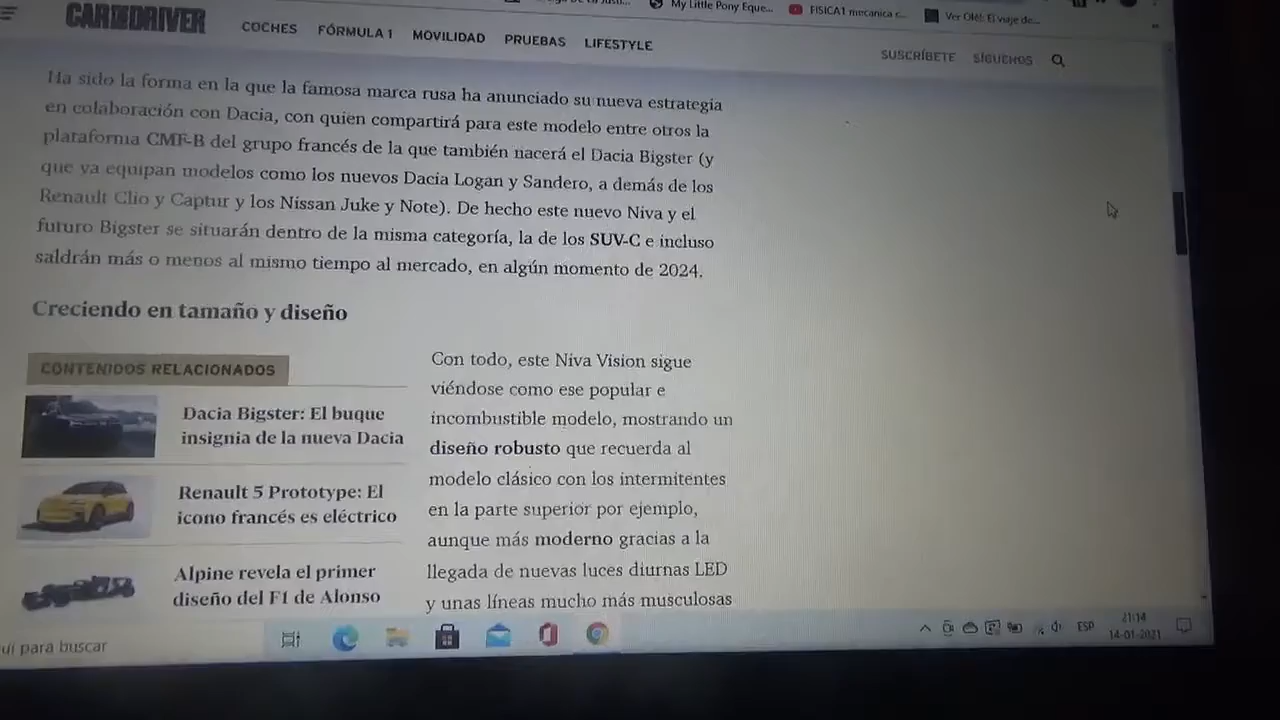 My Little Pony Eque...
FISICA1 mecanica c...
Ver Olé!: El viaje de...
CAR AND DRIVER
COCHES FÓRMULA 1 MOVILIDAD PRUEBAS LIFESTYLE
SUSCRÍBETE SÍGUENOS
Ha sido la forma en la que la famosa marca rusa ha anunciado su nueva estrategia
en colaboración con Dacia, con quien compartirá para este modelo entre otros la
plataforma CMF-B del grupo francés de la que también nacerá el Dacia Bigster (y
que ya equipan modelos como los nuevos Dacia Logan y Sandero, a demás de los
Renault Clio y Captur y los Nissan Juke y Note). De hecho este nuevo Niva y el
futuro Bigster se situarán dentro de la misma categoría, la de los SUV-C e incluso
saldrán más o menos al mismo tiempo al mercado, en algún momento de 2024.
Creciendo en tamaño y diseño
CONTENIDOS RELACIONADOS
Dacia Bigster: El buque
insignia de la nueva Dacia
Renault 5 Prototype: El
icono francés es eléctrico
Alpine revela el primer
diseño del F1 de Alonso
Con todo, este Niva Vision sigue
viéndose como ese popular e
incombustible modelo, mostrando un
diseño robusto que recuerda al
modelo clásico con los intermitentes
en la parte superior por ejemplo,
aunque más moderno gracias a la
llegada de nuevas luces diurnas LED
y unas líneas mucho más musculosas
uí para buscar
ESP
21:14
14-01-2021